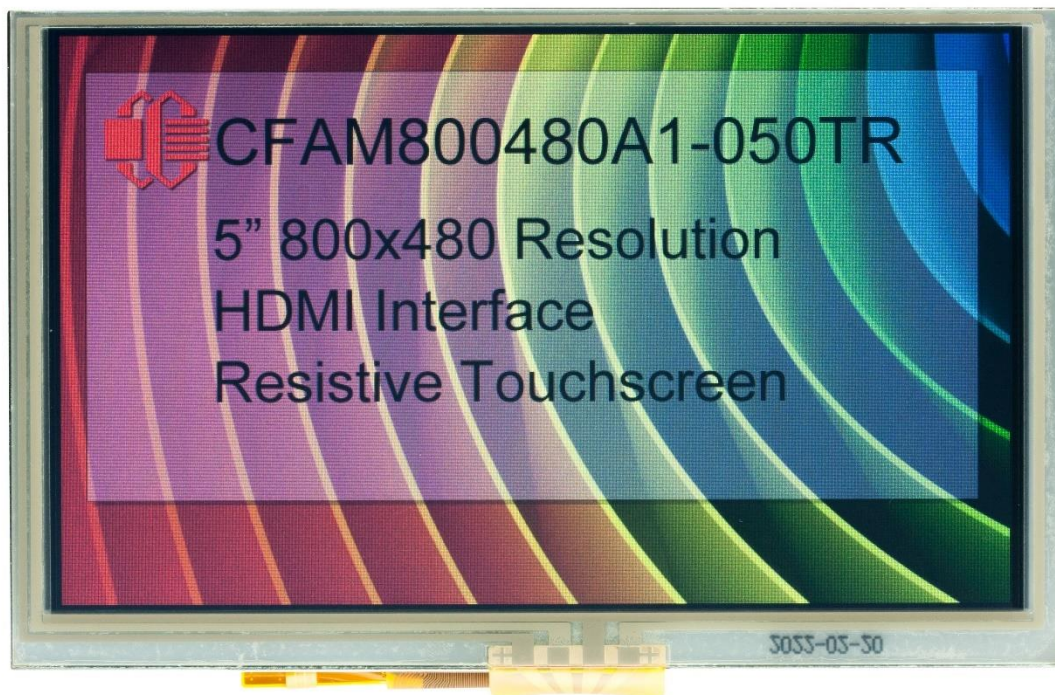 CFAM800480A1-050TR
5” 800x480 Resolution
HDMI Interface
Resistive Touchscreen
2022-02-20